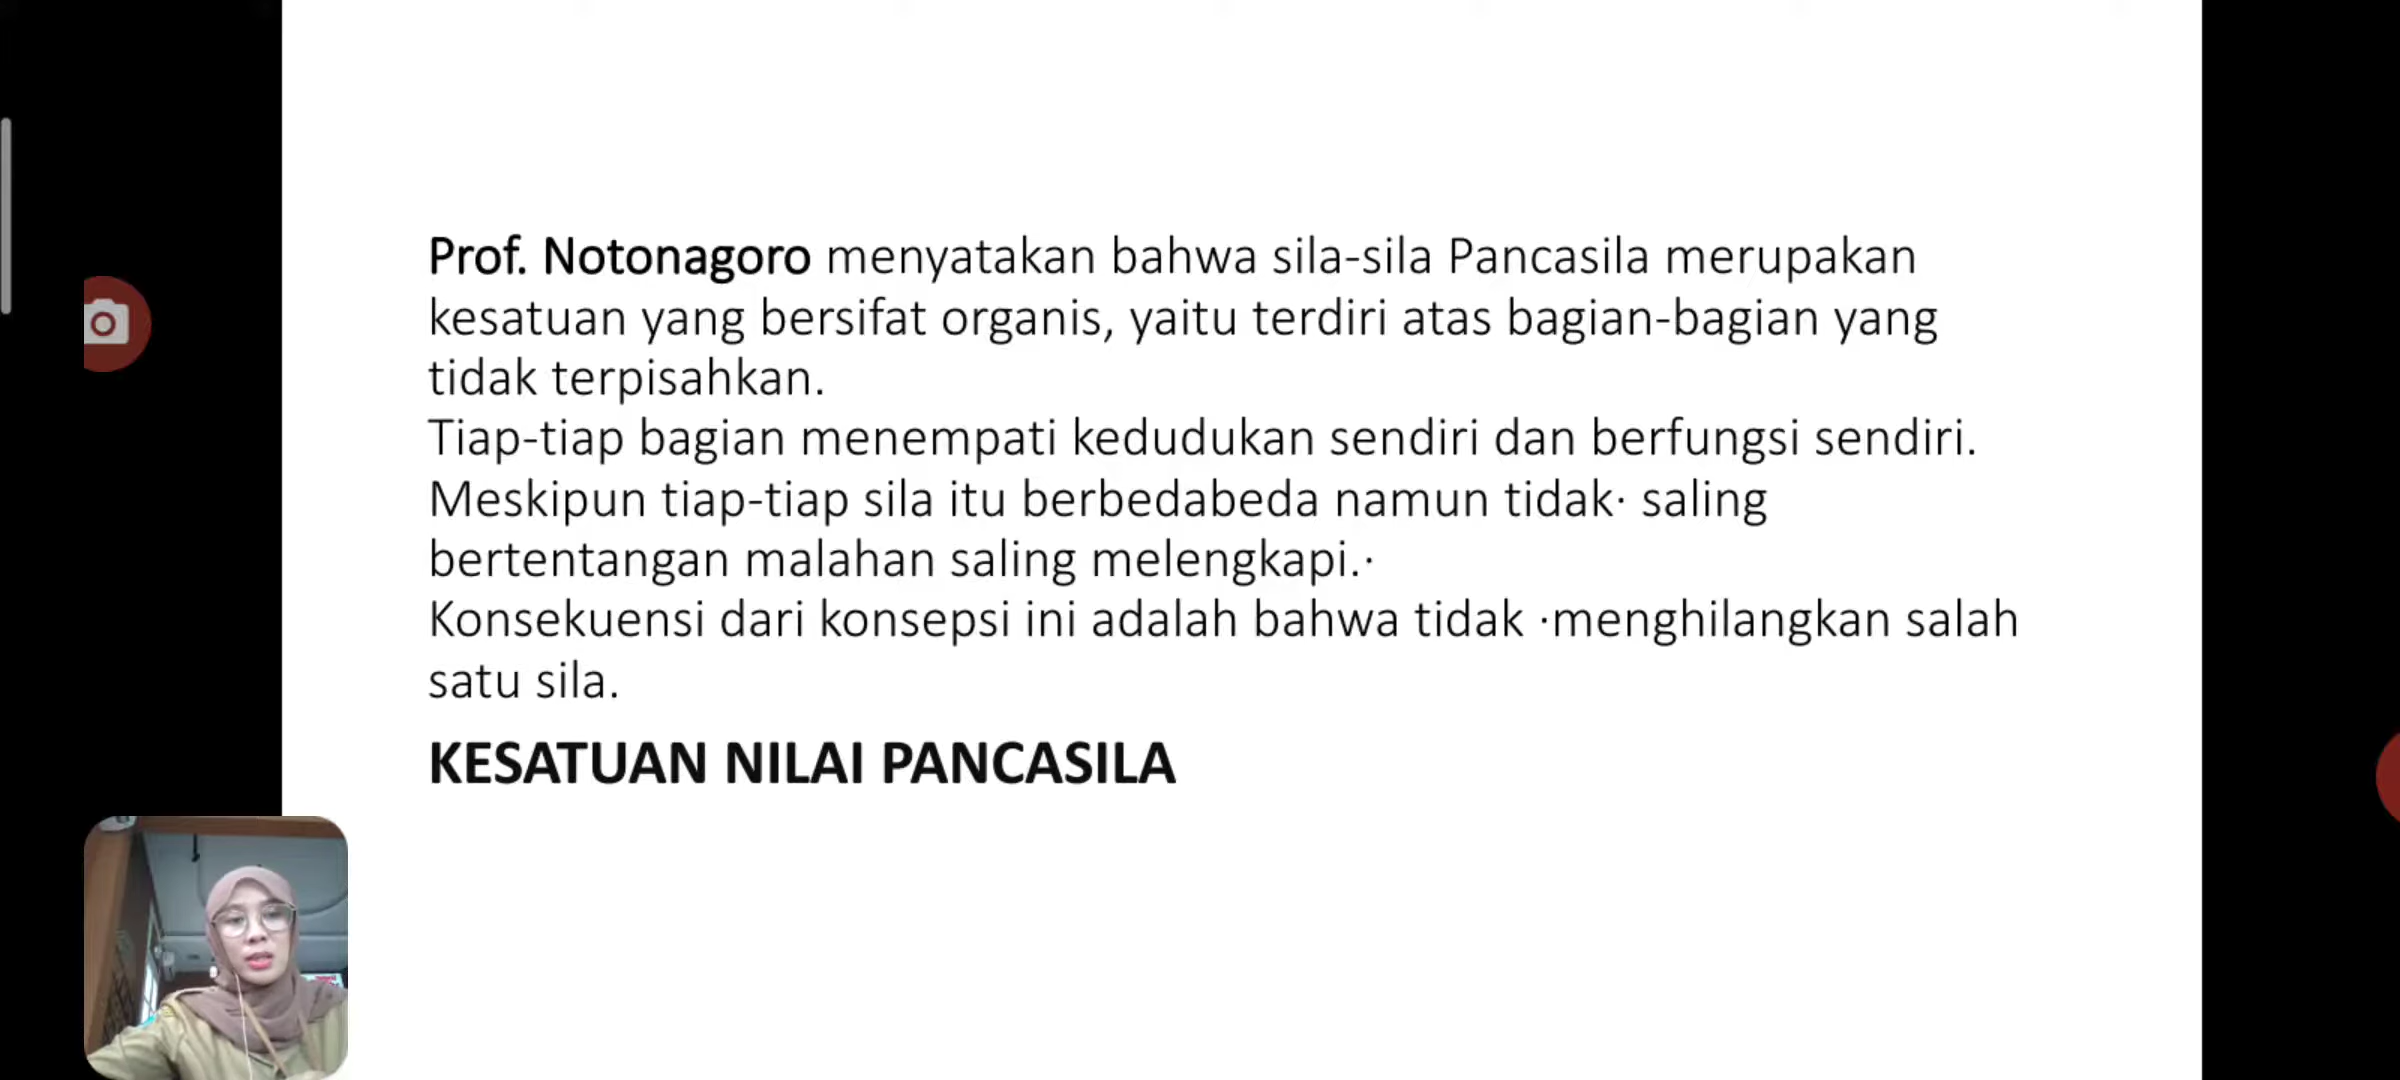 Prof. Notonagoro menyatakan bahwa sila-sila Pancasila merupakan
kesatuan yang bersifat organis, yaitu terdiri atas bagian-bagian yang
tidak terpisahkan.
Tiap-tiap bagian menempati kedudukan sendiri dan berfungsi sendiri.
Meskipun tiap-tiap sila itu berbedabeda namun tidak· saling
bertentangan malahan saling melengkapi.·
Konsekuensi dari konsepsi ini adalah bahwa tidak ·menghilangkan salah
satu sila.
KESATUAN NILAI PANCASILA